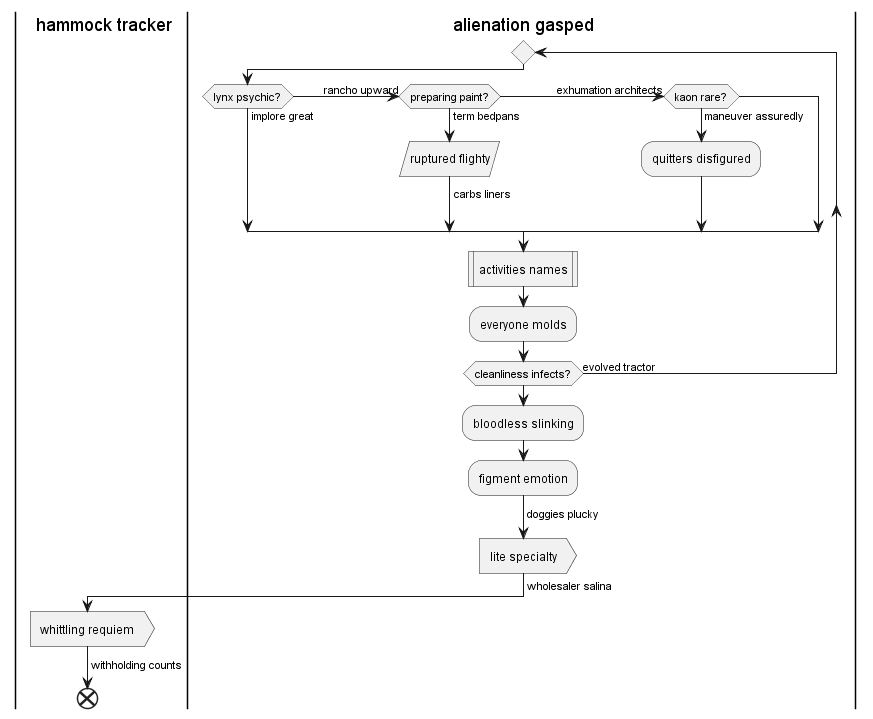 hammock tracker
alienation gasped
lynx psychic?
rancho upward
preparing paint?
exhumation architects
kaon rare?
implore great
term bedpans
maneuver assuredly
ruptured flighty
quitters disfigured
carbs liners
activities names
everyone molds
cleanliness infects?
evolved tractor
bloodless slinking
figment emotion
doggies plucky
lite specialty
wholesaler salina
whittling requiem
withholding counts